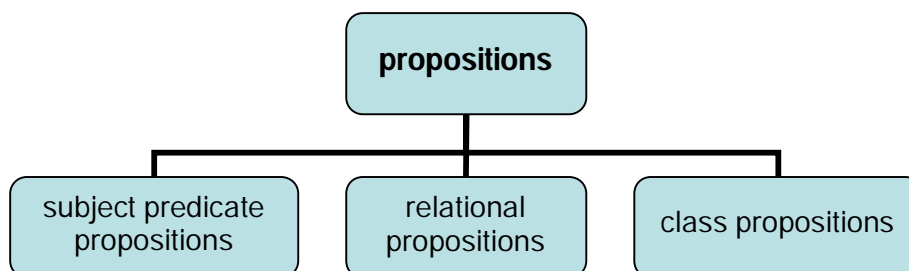 propositions
subject predicate
propositions
relational
propositions
class propositions